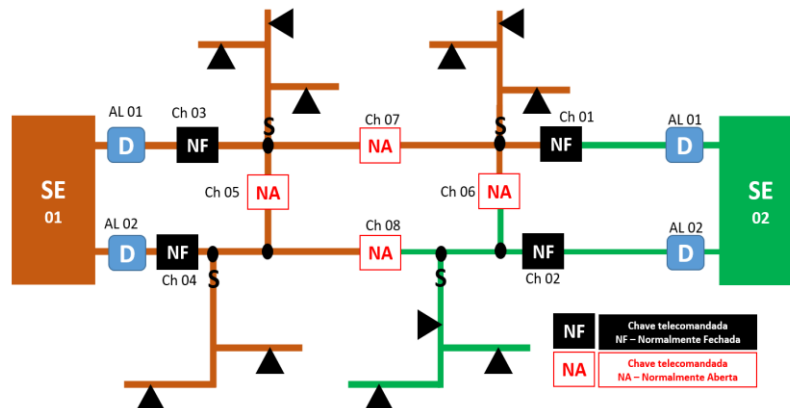 AL 01
Ch 03
Ch 07
Ch 01
AL 01
D
NF
S
NA
S
NF
D
SE
01
Ch 05
NA
Ch 06
NA
SE
02
AL 02
Ch 08
AL 02
D
NF
NA
NF
D
Ch 04
S
S
Ch 02
NF
Chave telecomandada
NF – Normalmente Fechada
NA
Chave telecomandada
NA – Normalmente Aberta